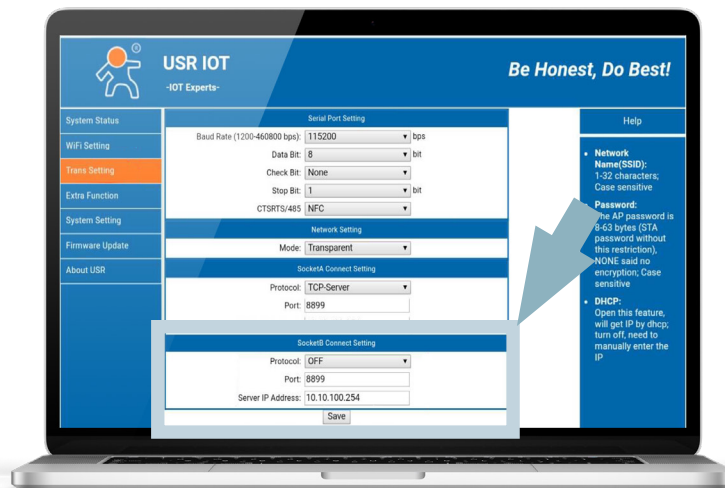 ®
USR IOT
-IOT Experts-
Be Honest, Do Best!
System Status
WiFi Setting
Trans Setting
Extra Function
System Setting
Firmware Update
About USR
Serial Port Setting
Baud Rate (1200-460800 bps): 115200 bps
Data Bit: 8 bit
Check Bit: None
Stop Bit: 1 bit
CTSRTS/485 NFC
Network Setting
Mode: Transparent
SocketA Connect Setting
Protocol: TCP-Server
Port: 8899
SocketB Connect Setting
Protocol: OFF
Port: 8899
Server IP Address: 10.10.100.254
Save
Help
Network
Name(SSID):
1-32 characters;
Case sensitive
Password:
The AP password is
8-63 bytes (STA
password without
this restriction),
NONE said no
encryption; Case
sensitive
DHCP:
Open this feature,
will get IP by dhcp;
turn off, need to
manually enter the
IP